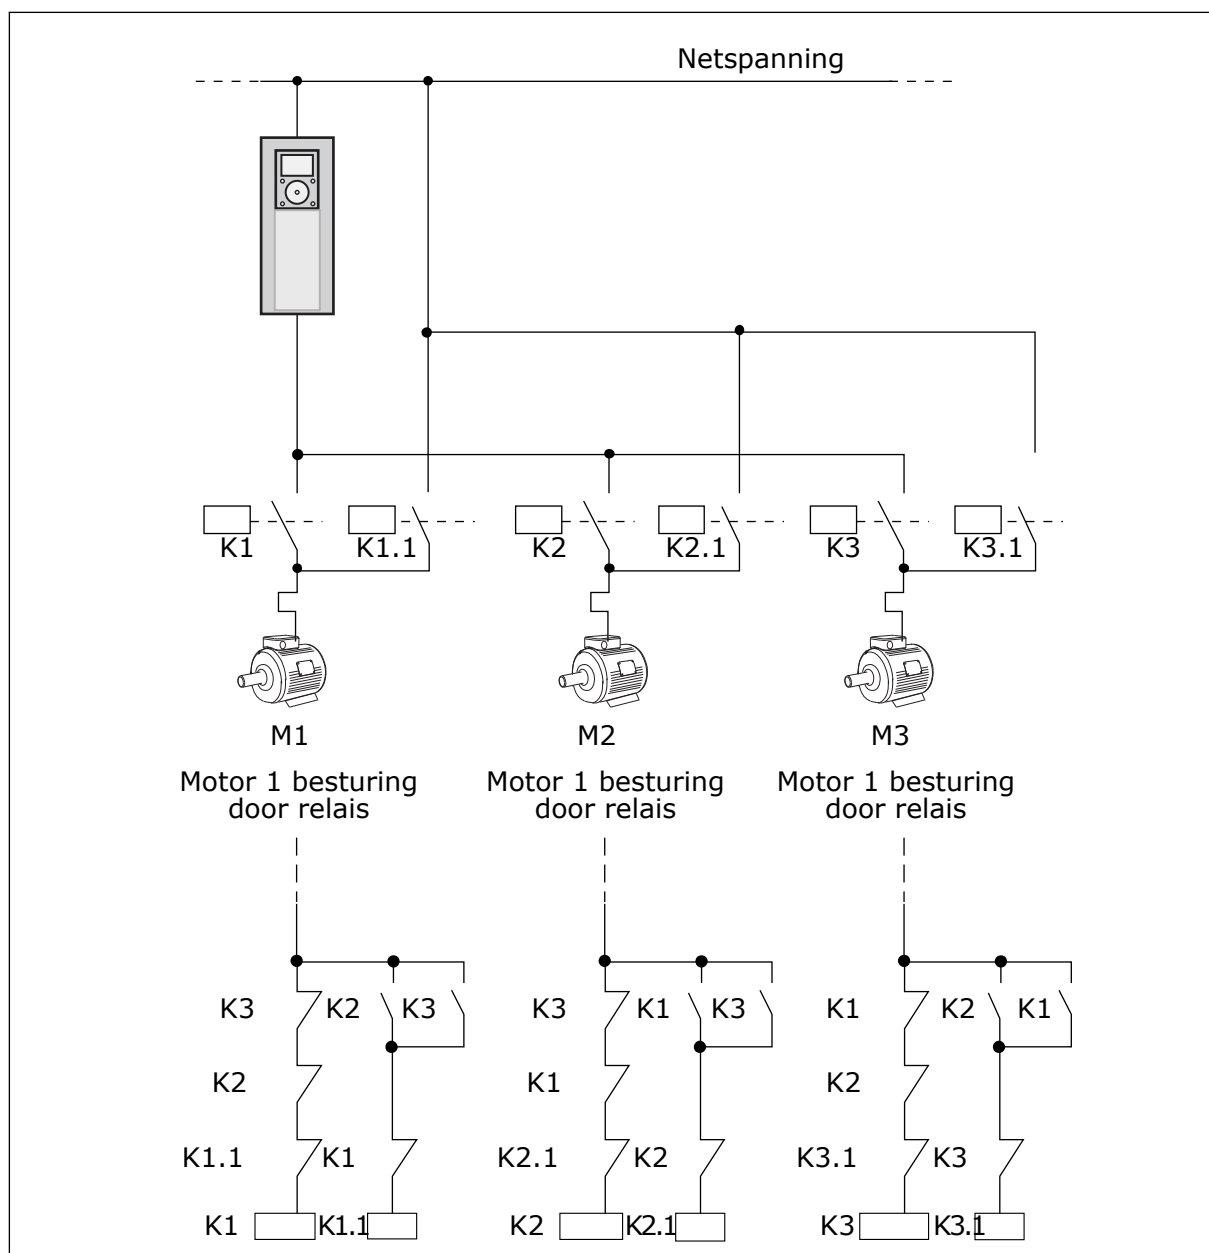 Netspanning
K1 K1.1 K2 K2.1 K3 K3.1
M1 M2 M3
Motor 1 besturing Motor 1 besturing Motor 1 besturing
door relais door relais door relais
K3 K2 K3 K3 K1 K3 K1 K2 K1
K2 K1 K2
K1.1 K1 K2.1 K2 K3.1 K3
K1 K1.1 K2 K2.1 K3 K3.1